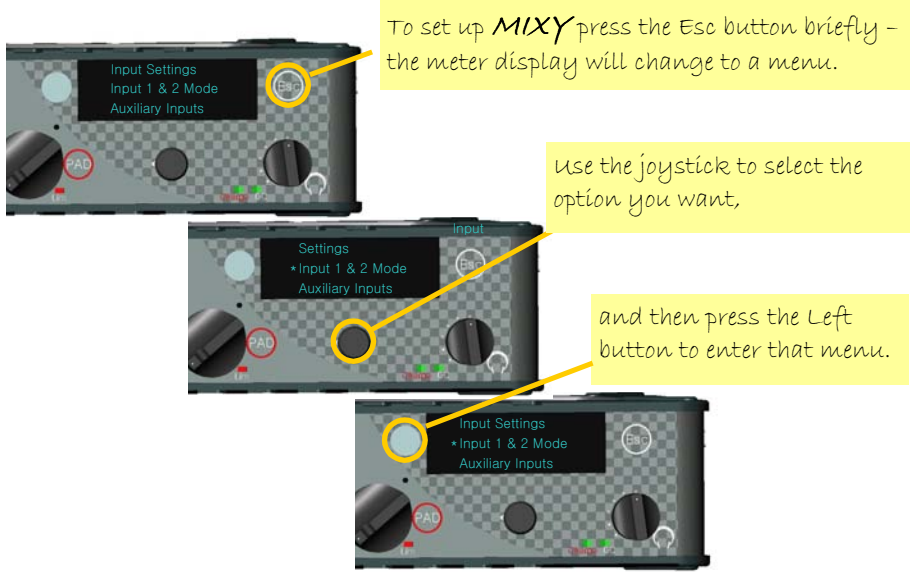 To set up MIXY press the Esc button briefly –
the meter display will change to a menu.
Input Settings
Input 1 & 2 Mode
Auxiliary Inputs
Esc
PAD
Use the joystick to select the
option you want,
Input
Settings
*Input 1 & 2 Mode
Auxiliary Inputs
Esc
PAD
and then press the Left
button to enter that menu.
Input Settings
*Input 1 & 2 Mode
Auxiliary Inputs
Esc
PAD